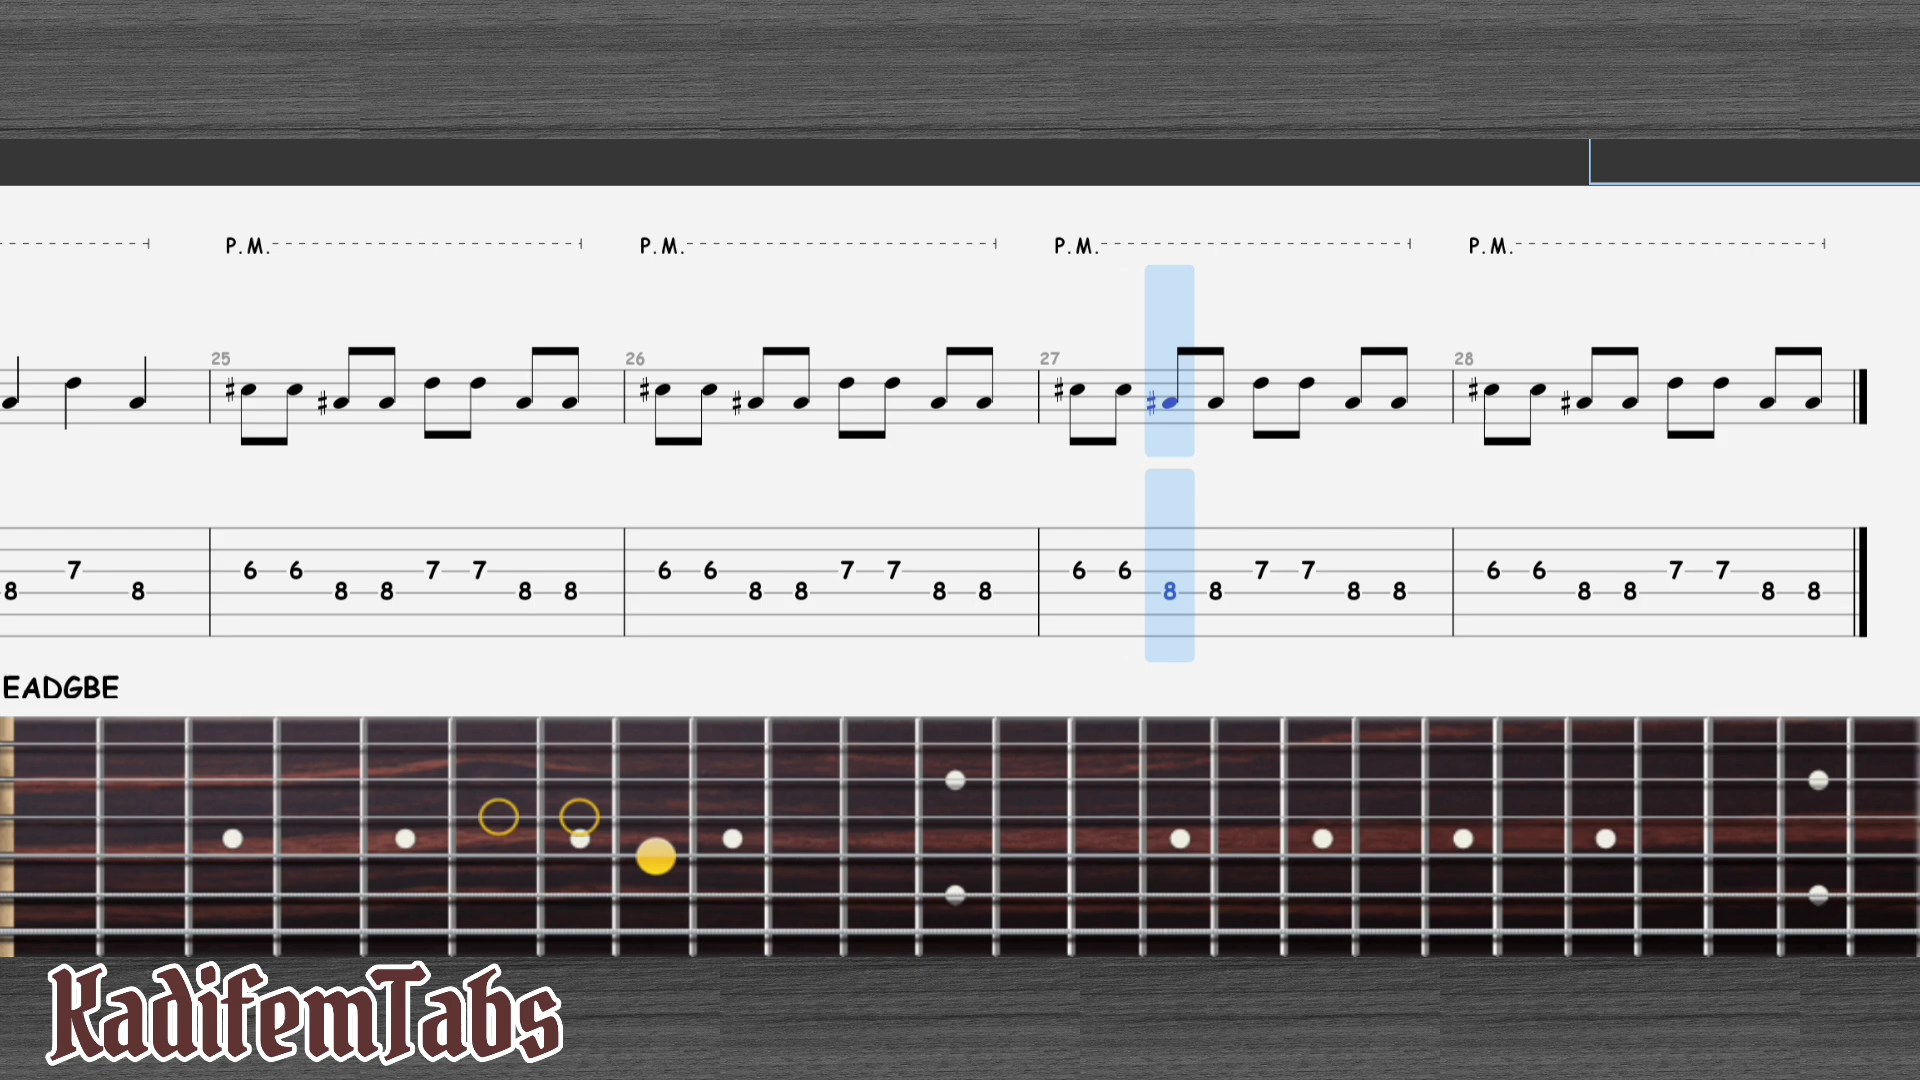 P.M. P.M. P.M. P.M.
25 26 27 28
7 6 6 7 7 6 6 7 7 6 6 7 7 6 6 7 7
8 8 8 8 8 8 8 8 8 8 8 8 8 8 8 8 8 8
EADGBE
KadifemTabs